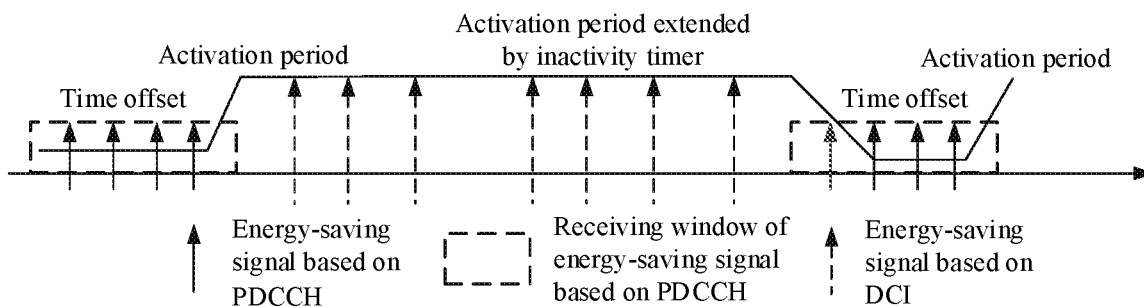 Activation period extended
by inactivity timer
Activation period
Activation period
Time offset
Time offset
Energy-saving
signal based on
PDCCH
Receiving window of
energy-saving signal
based on PDCCH
Energy-saving
signal based on
DCI